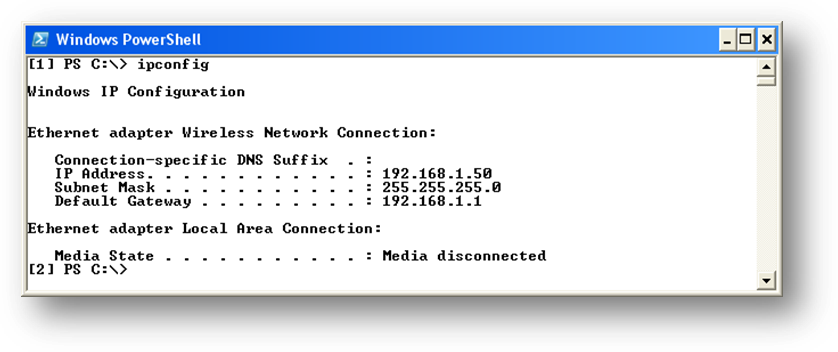 Windows PowerShell
[1] PS C:\> ipconfig
Windows IP Configuration
Ethernet adapter Wireless Network Connection:
Connection-specific DNS Suffix . :
IP Address. . . . . . . . . . . . : 192.168.1.50
Subnet Mask . . . . . . . . . . . : 255.255.255.0
Default Gateway . . . . . . . . . : 192.168.1.1
Ethernet adapter Local Area Connection:
Media State . . . . . . . . . . . : Media disconnected
[2] PS C:\>